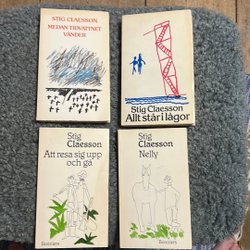 STIG CLAESSON
MEDAN TIDVATTNET
VÄNDER
Stig Claesson
Allt står i lågor
Stig
Claesson
Att resa sig upp
och gå
Bonniers
Stig
Claesson
Nelly
Bonniers